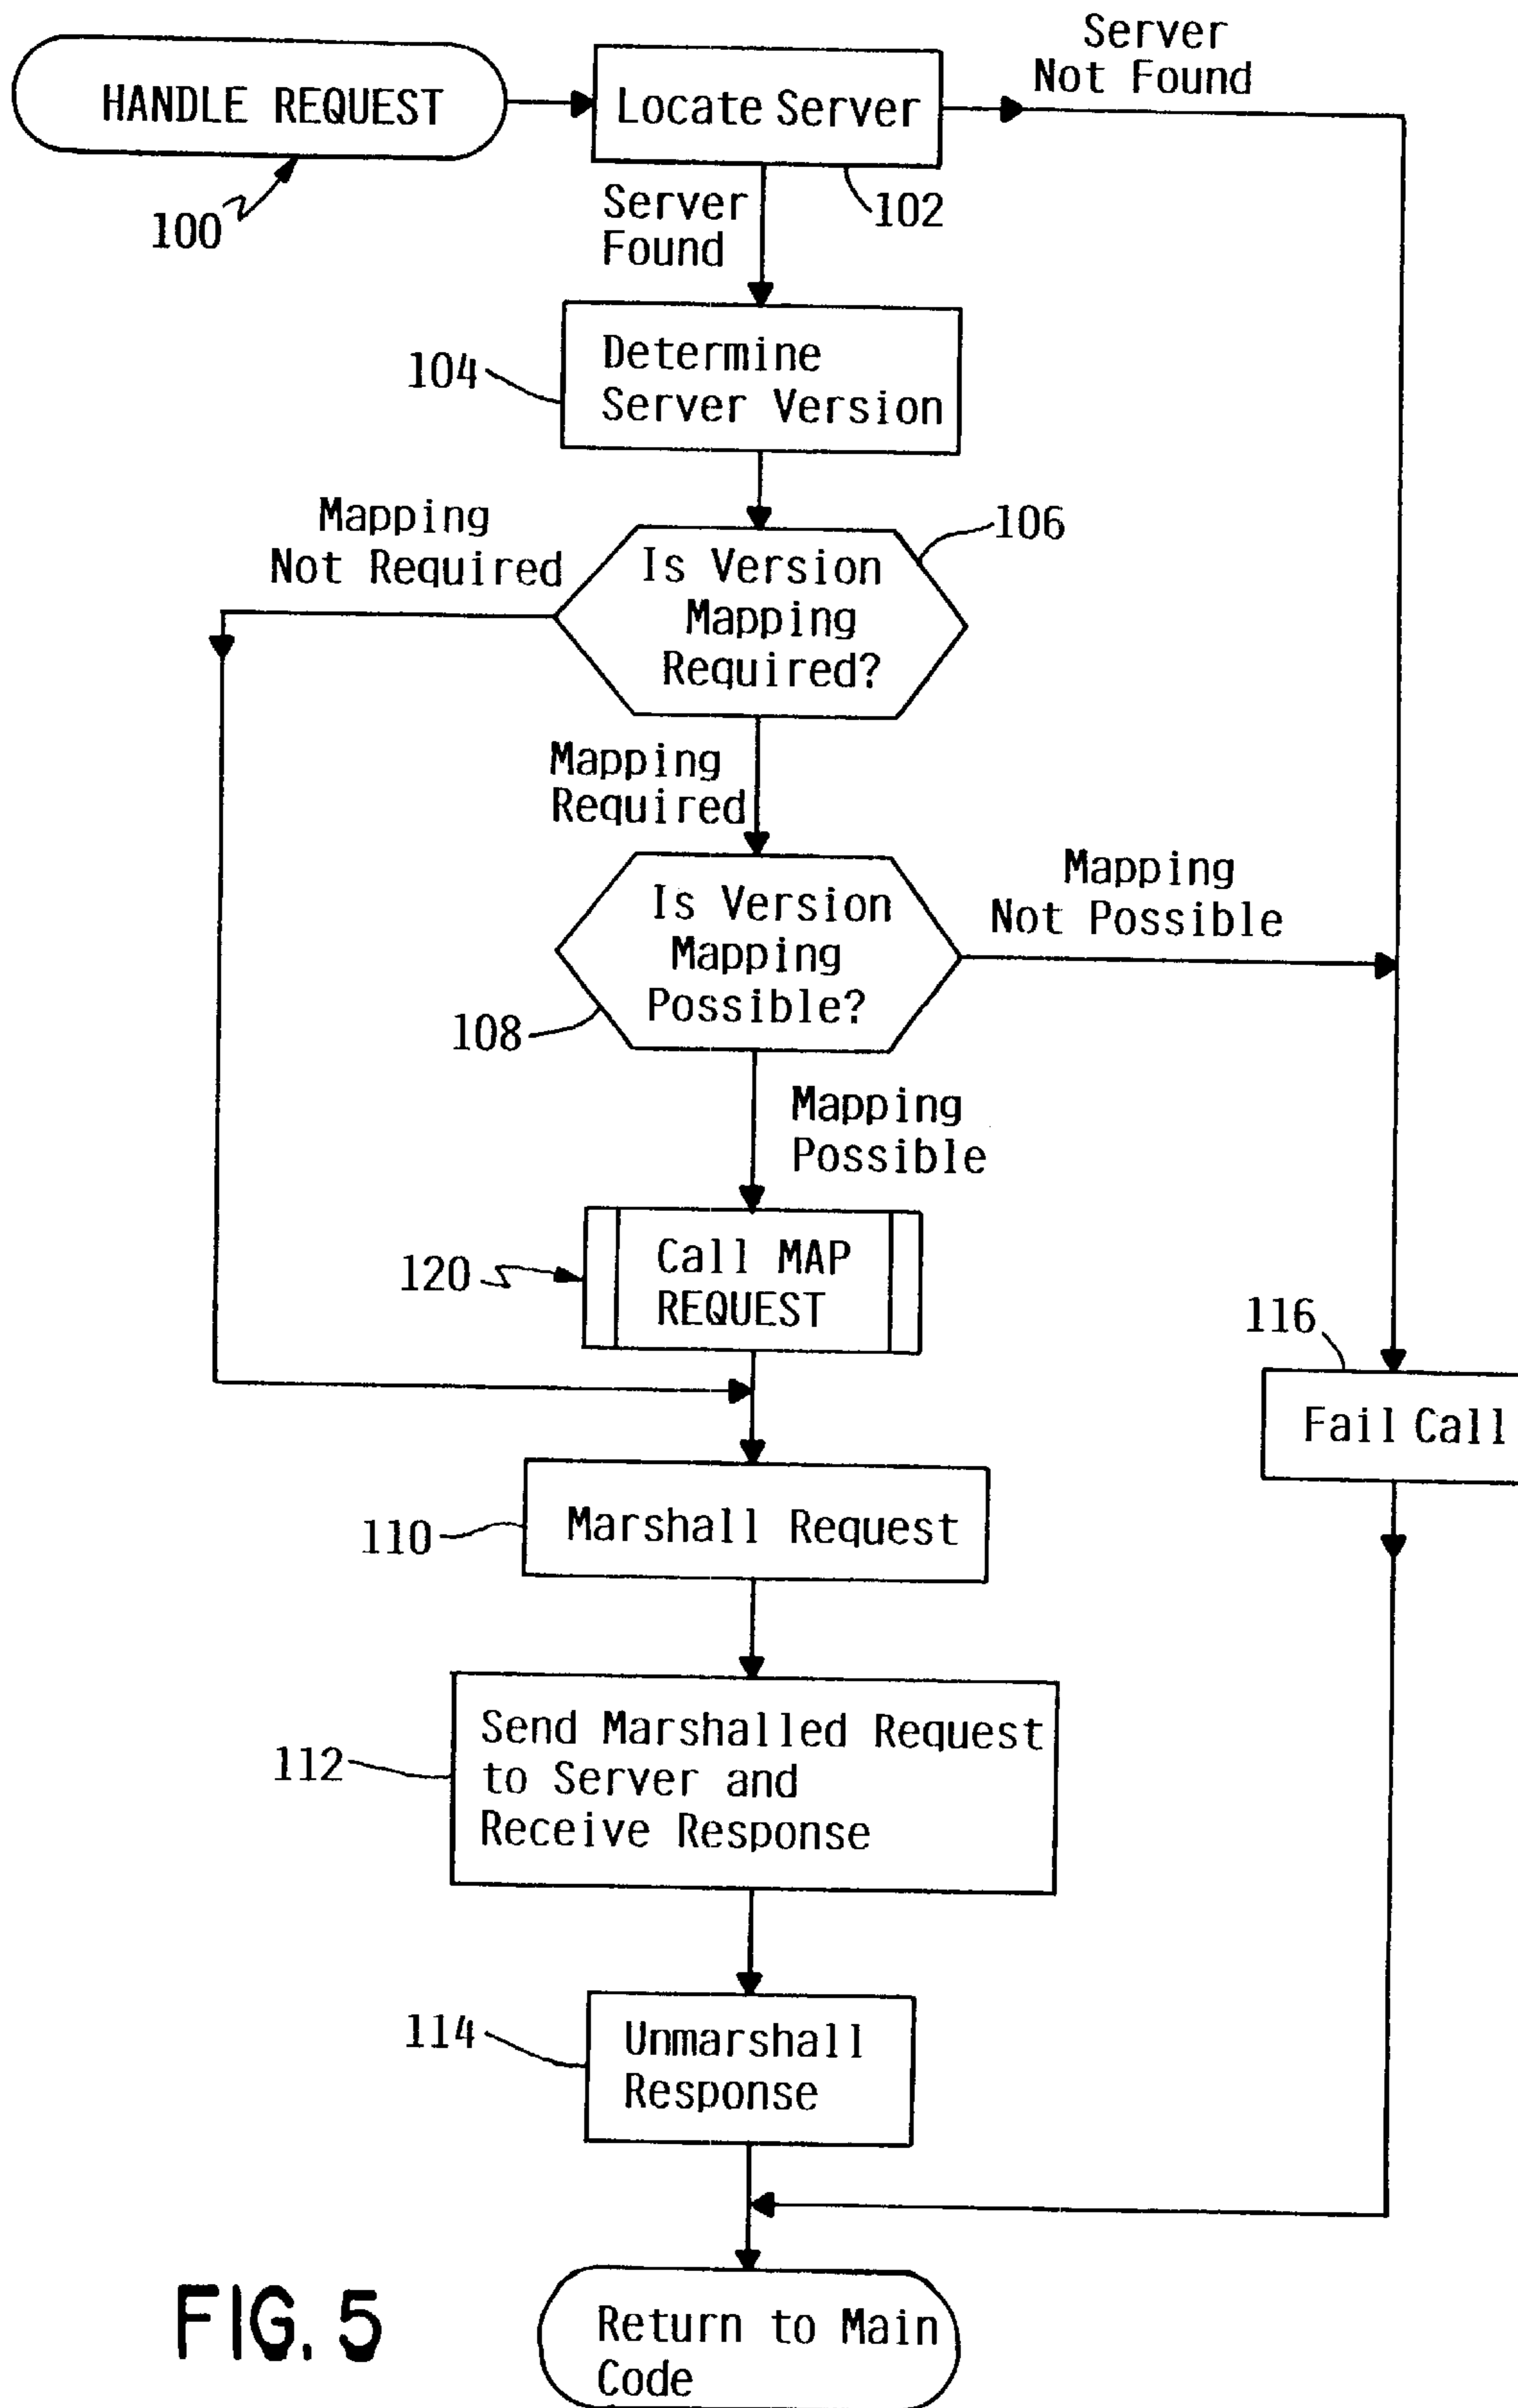 HANDLE REQUEST
100
Locate Server
102
Server
Not Found
Server
Found
104
Determine
Server Version
Mapping
Not Required
106
Is Version
Mapping
Required?
Mapping
Required
Is Version
Mapping
Possible?
108
Mapping
Not Possible
Mapping
Possible
120
Call MAP
REQUEST
116
Fail Call
110
Marshall Request
112
Send Marshalled Request
to Server and
Receive Response
114
Unmarshall
Response
Return to Main
Code
FIG. 5